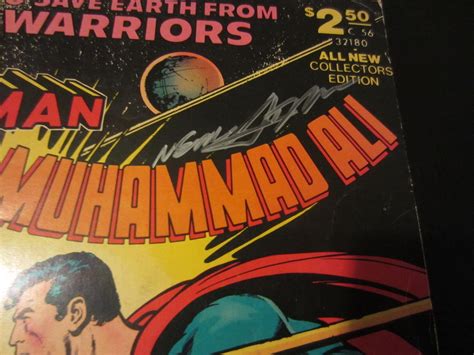 SAVE EARTH FROM
WARRIORS
$2.50
C 56
32180
ALL NEW
COLLECTORS
EDITION
MAN
MUHAMMAD ALI